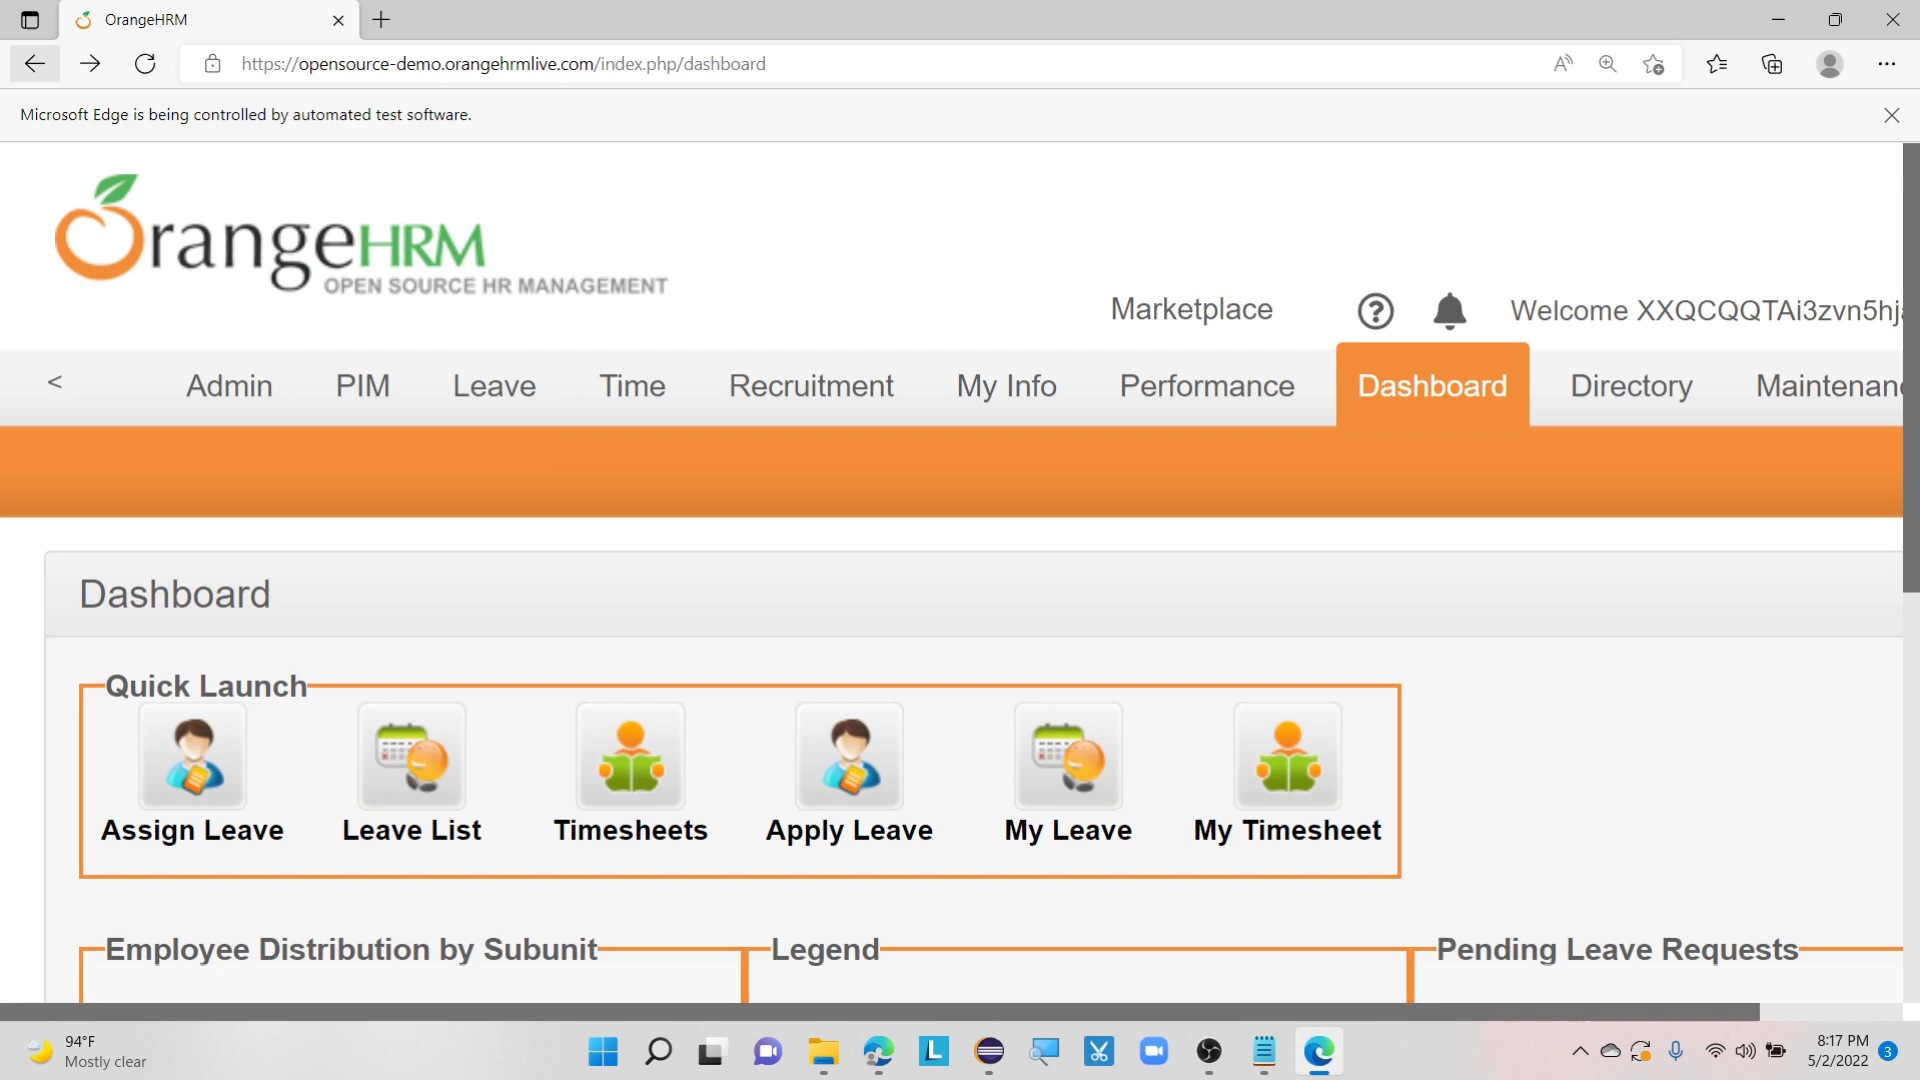 OrangeHRM
https://opensource-demo.orangehrmlive.com/index.php/dashboard
Microsoft Edge is being controlled by automated test software.
OrangeHRM
OPEN SOURCE HR MANAGEMENT
Marketplace Welcome XXQCQQTAi3zvn5hj
< Admin PIM Leave Time Recruitment My Info Performance Dashboard Directory Maintenan
Dashboard
Quick Launch
Assign Leave Leave List Timesheets Apply Leave My Leave My Timesheet
Employee Distribution by Subunit Legend Pending Leave Requests
94°F
Mostly clear
8:17 PM
5/2/2022
3